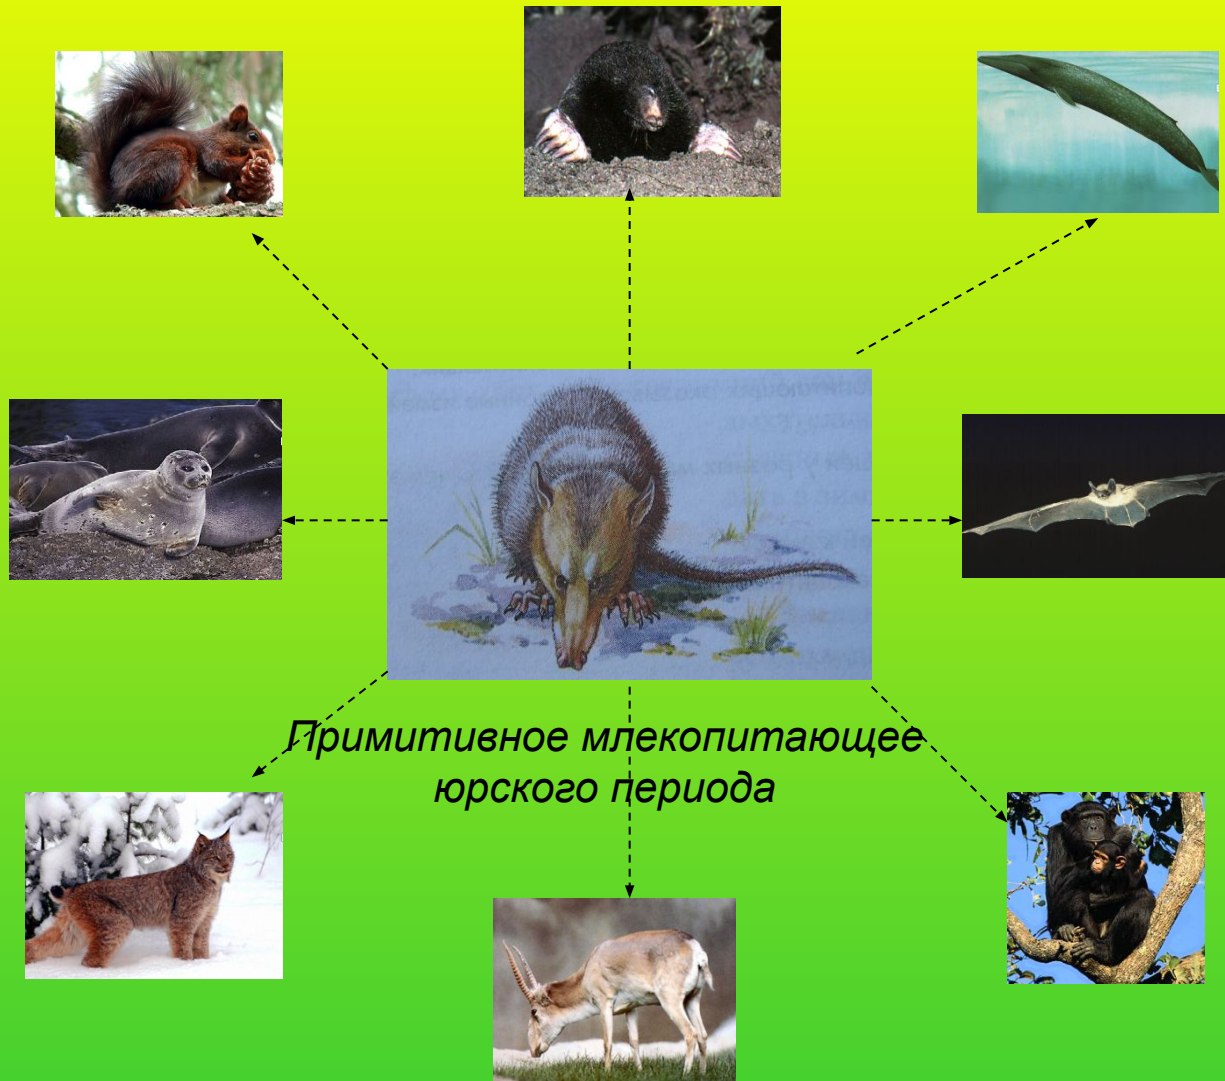 Примитивное млекопитающее
юрского периода